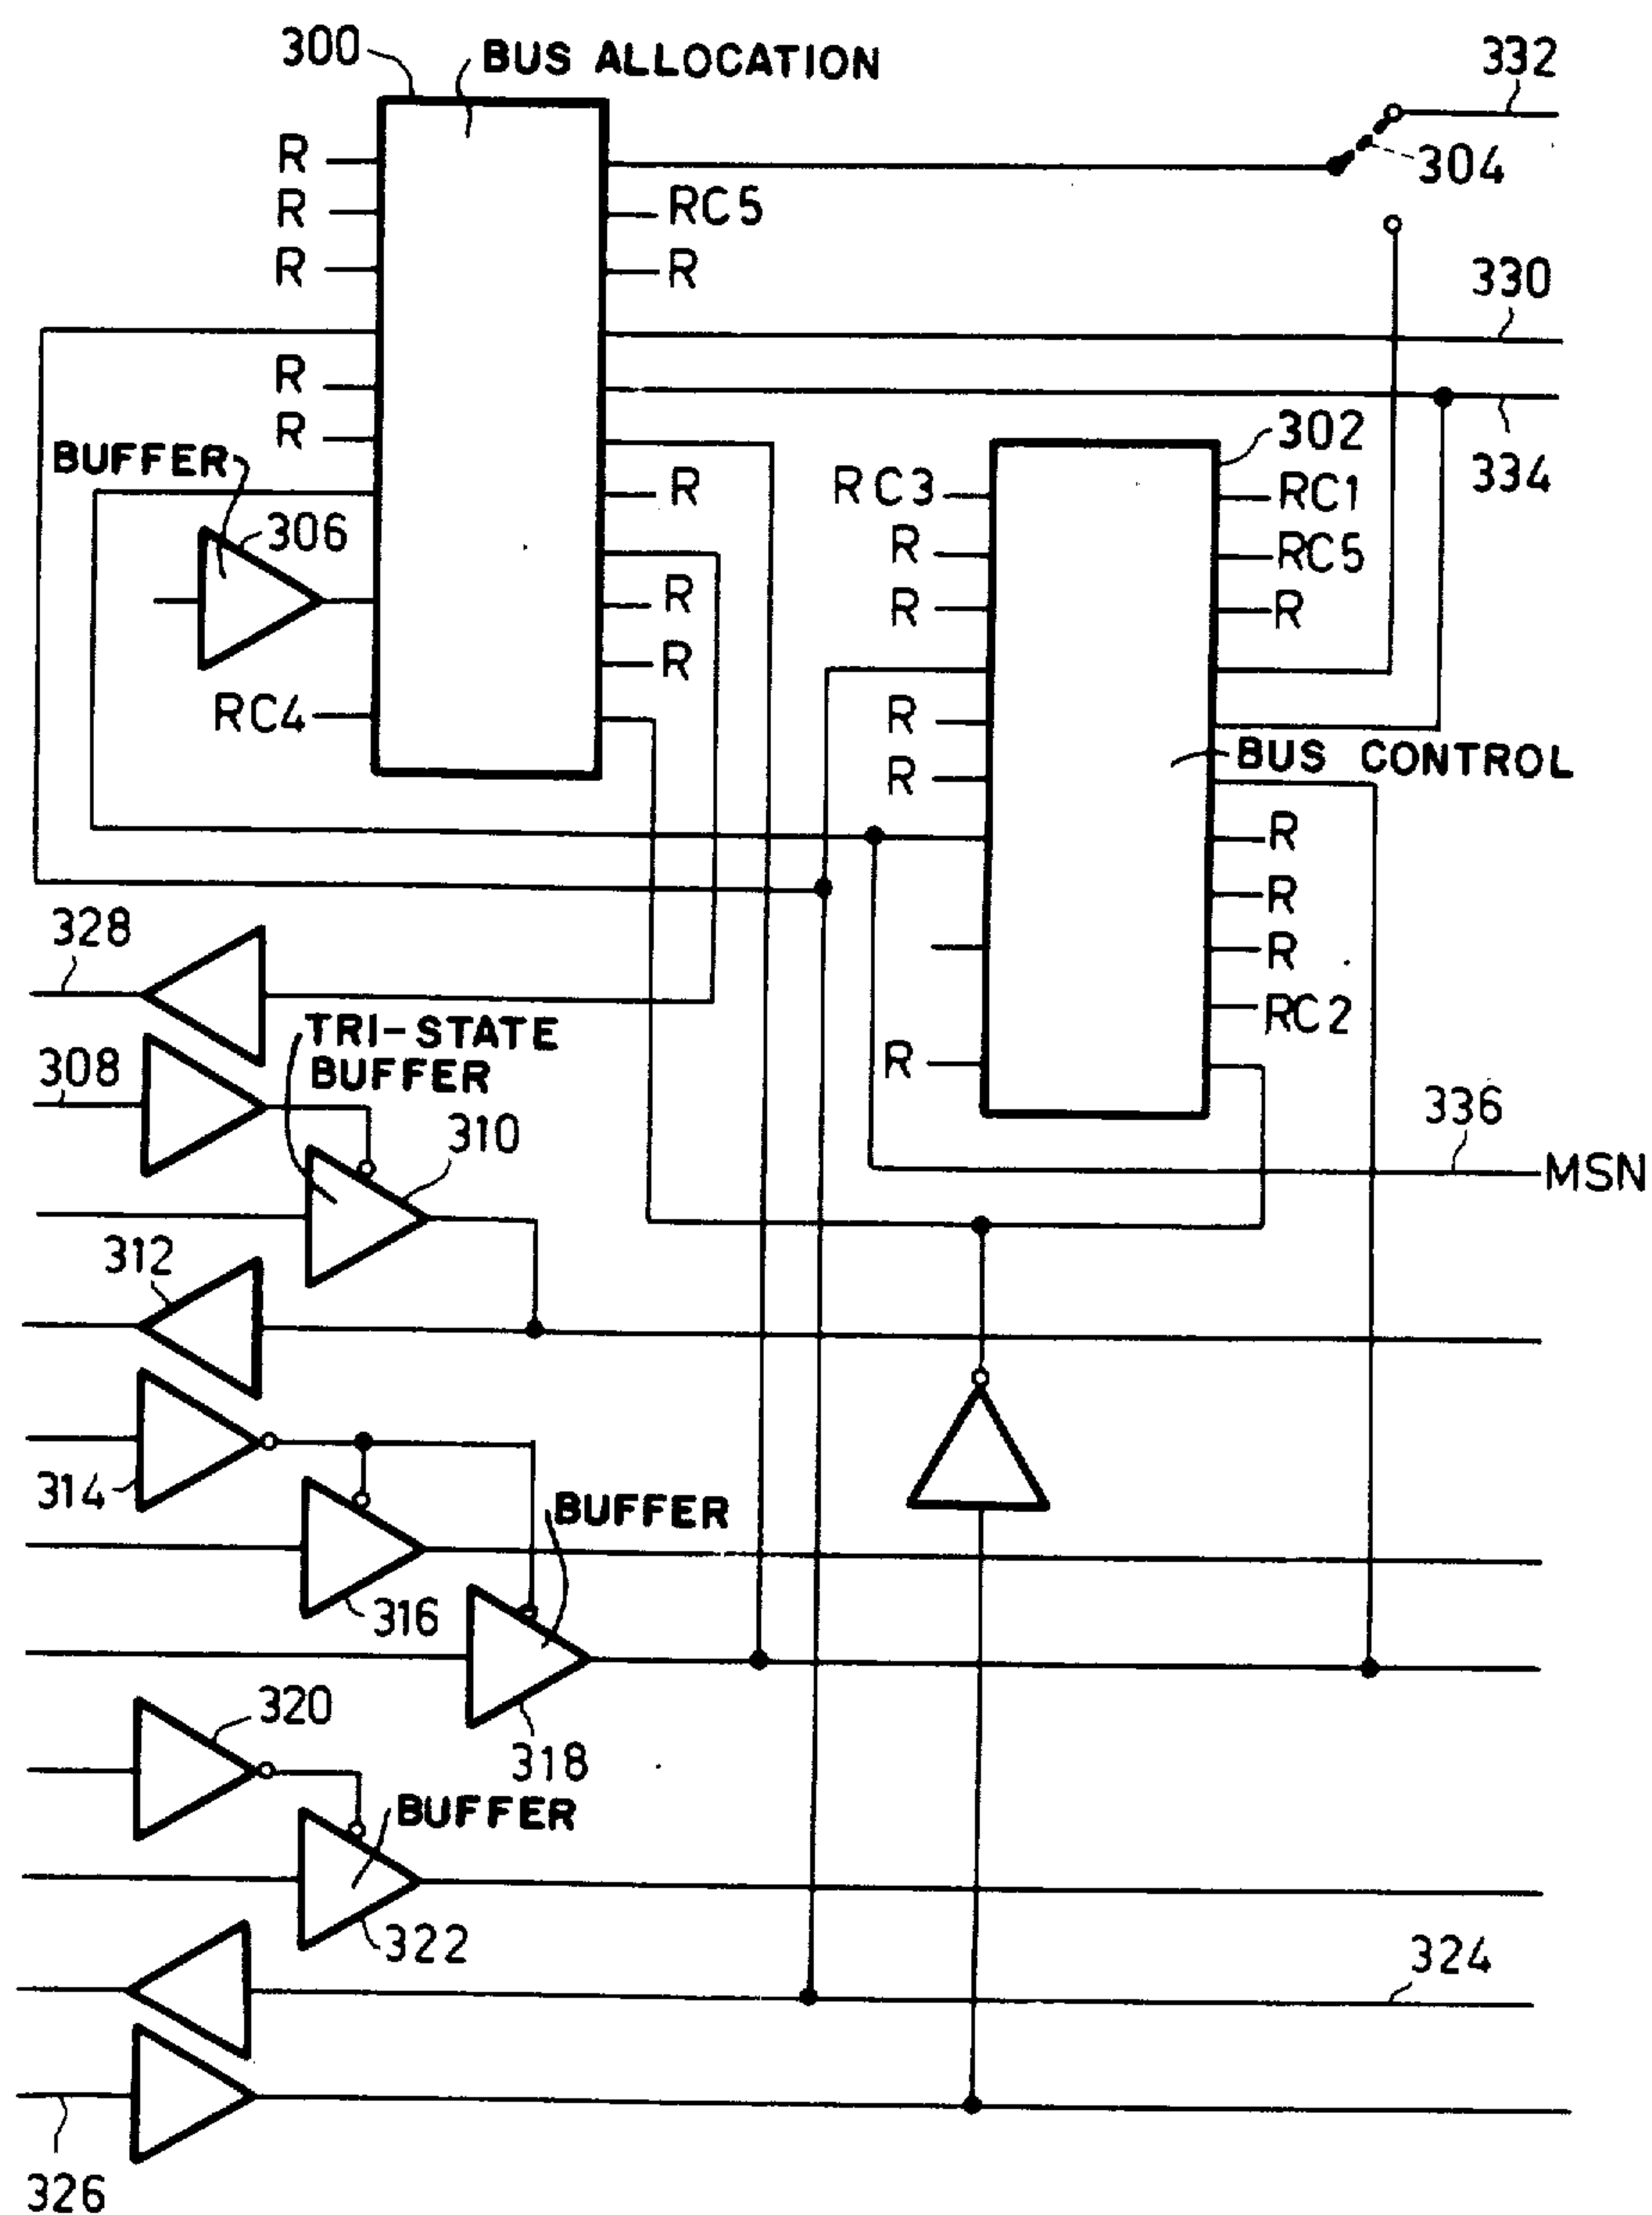 300
BUS ALLOCATION
332
R
304
R
RC5
R
R
330
R
R
334
BUFFER
302
R
RC3
RC1
306
R
RC5
R
R
R
R
RC4
R
BUS CONTROL
R
R
R
328
R
308
TRI-STATE
BUFFER
RC2
R
310
336
MSN
312
314
BUFFER
316
320
318
BUFFER
322
324
326